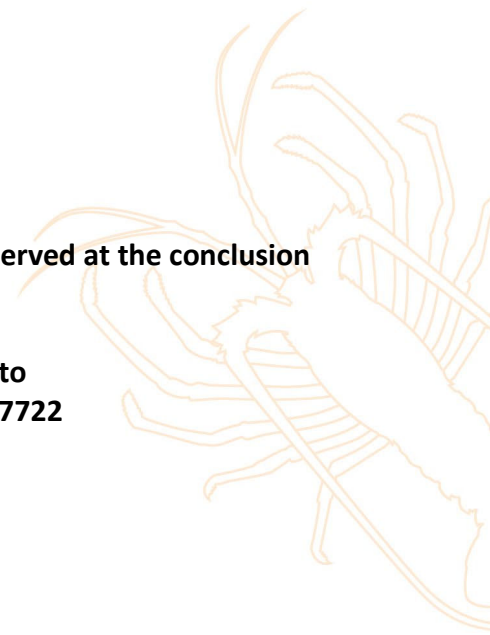 erved at the conclusion
to
7722